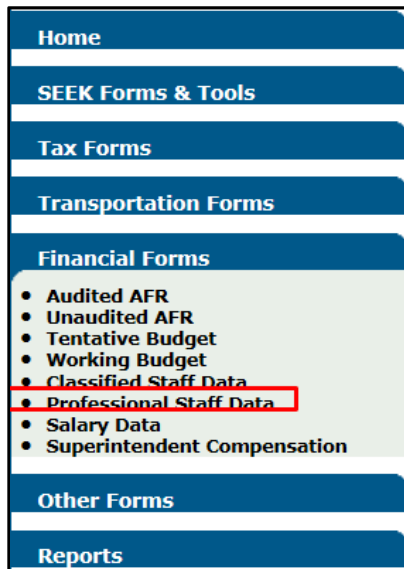 Home
SEEK Forms & Tools
Tax Forms
Transportation Forms
Financial Forms
• Audited AFR
• Unaudited AFR
• Tentative Budget
• Working Budget
• Classified Staff Data
• Professional Staff Data
• Salary Data
• Superintendent Compensation
Other Forms
Reports